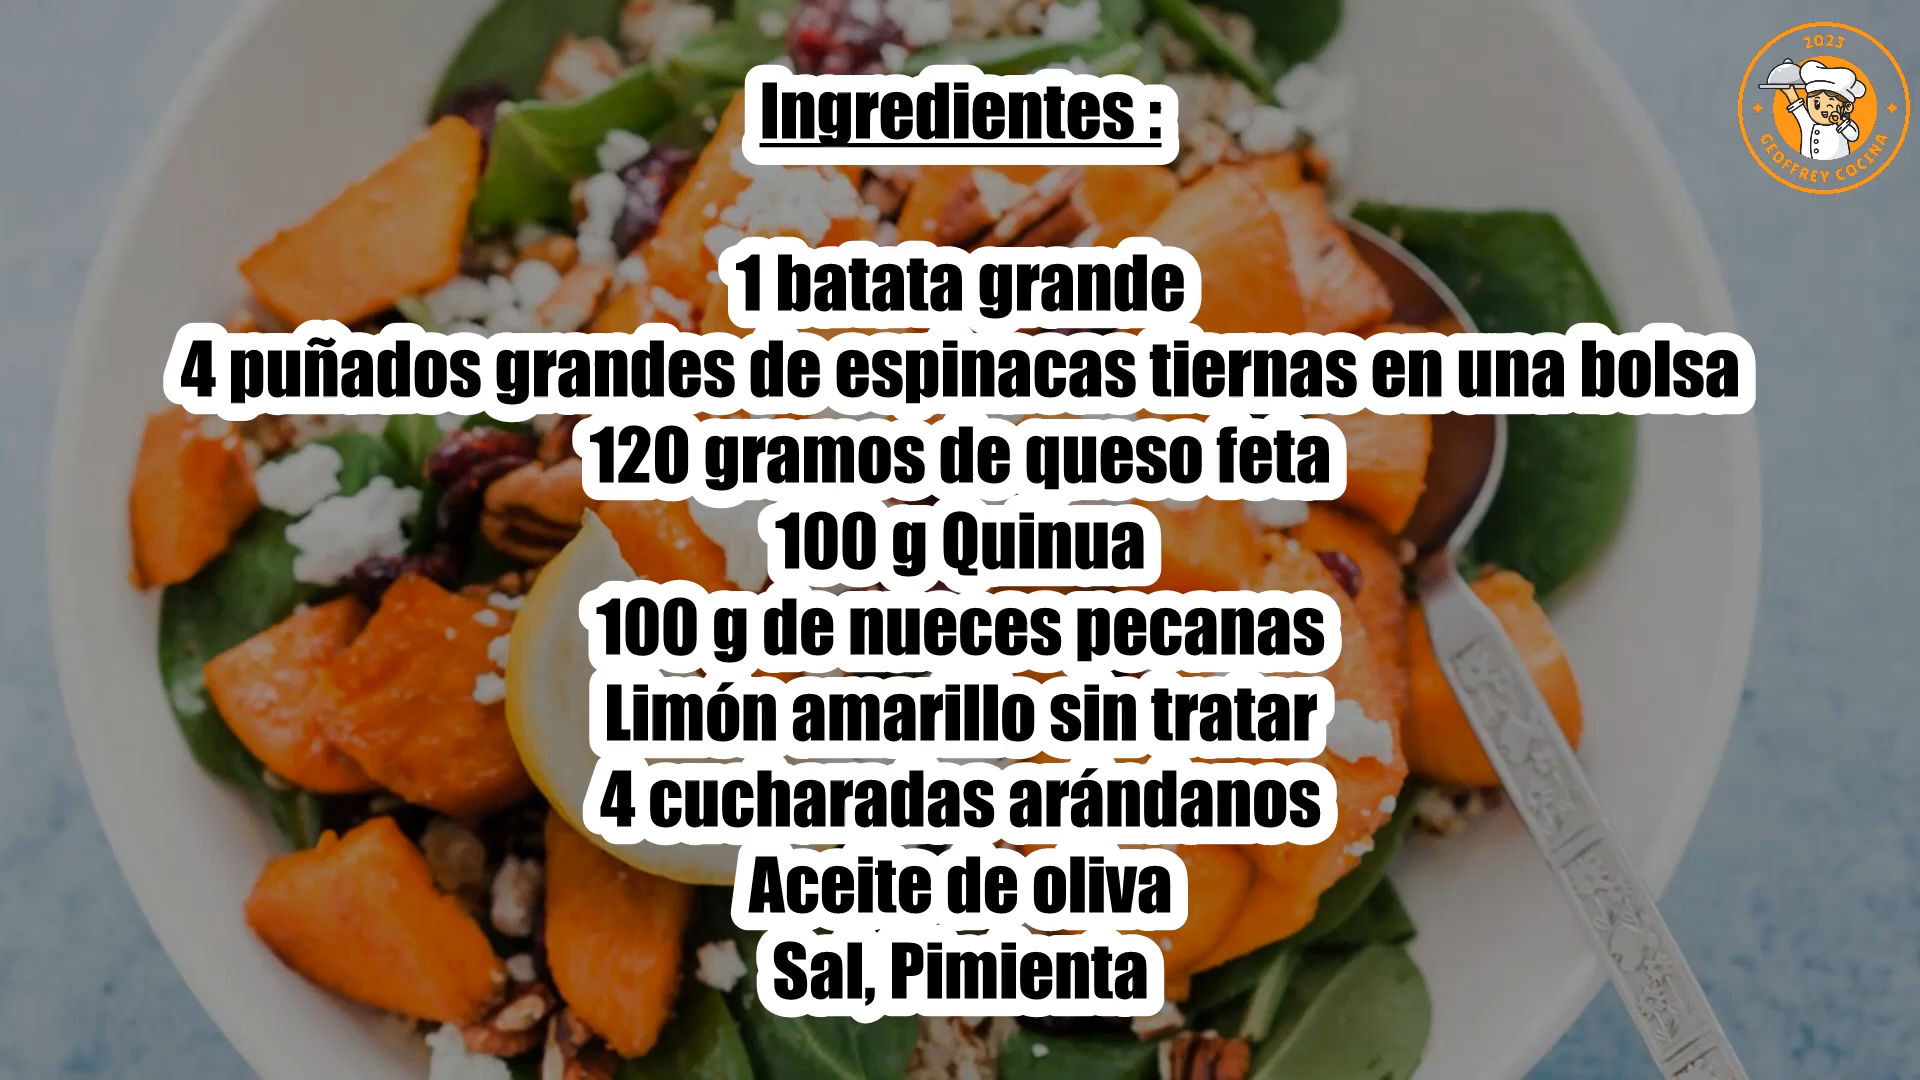 2023
GEOFFREY COCINA
Ingredientes :
1 batata grande
4 puñados grandes de espinacas tiernas en una bolsa
120 gramos de queso feta
100 g Quinua
100 g de nueces pecanas
Limón amarillo sin tratar
4 cucharadas arándanos
Aceite de oliva
Sal, Pimienta